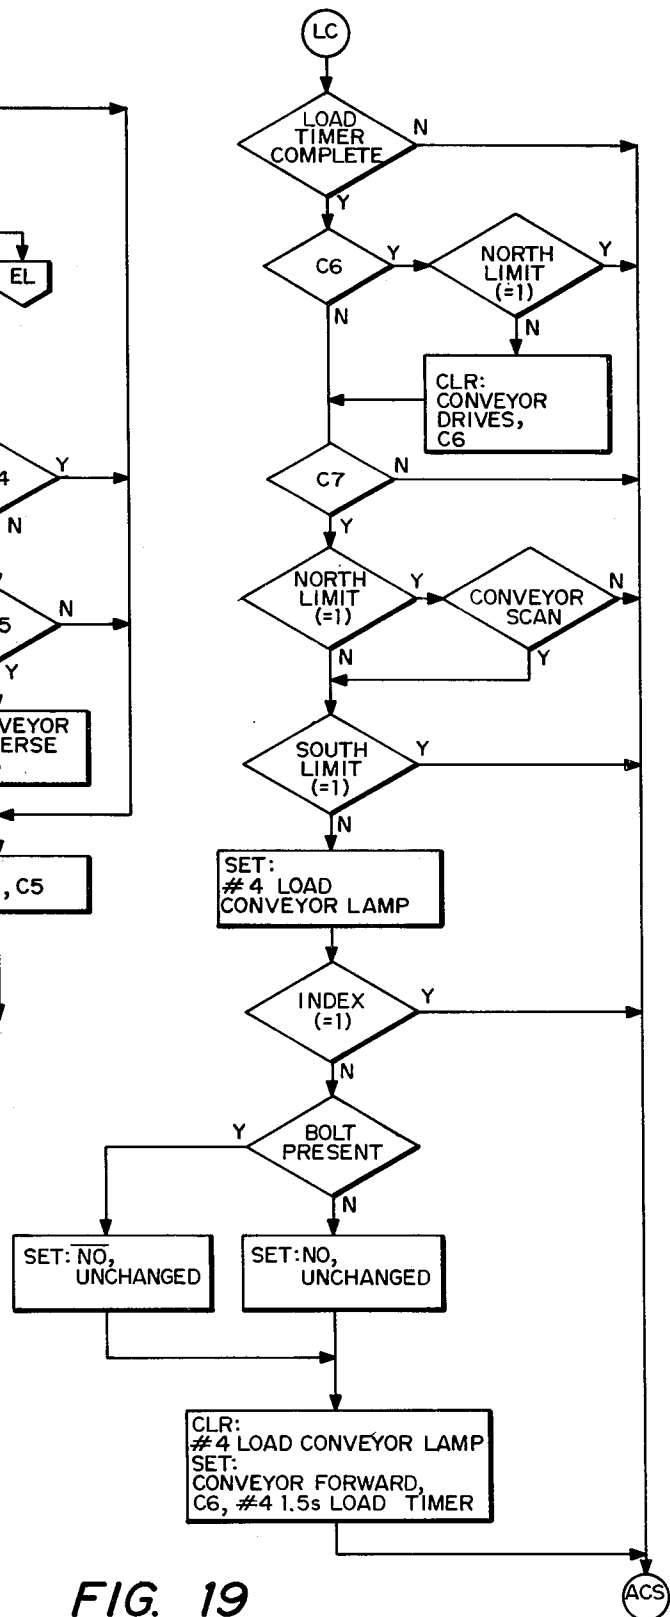 LC
LOAD
TIMER
COMPLETE
N
Y
C6
Y
NORTH
LIMIT
(=1)
Y
N
N
EL
CLR:
CONVEYOR
DRIVES,
C6
4
Y
N
C7
N
Y
NORTH
LIMIT
(=1)
Y
CONVEYOR
SCAN
N
N
Y
5
N
Y
VEYOR
ERSE
SOUTH
LIMIT
(=1)
Y
N
, C5
SET:
#4 LOAD
CONVEYOR LAMP
INDEX
(=1)
Y
N
BOLT
PRESENT
Y
N
SET: N̅O̅,
UNCHANGED
SET: NO,
UNCHANGED
CLR:
#4 LOAD CONVEYOR LAMP
SET:
CONVEYOR FORWARD,
C6, #4 1.5s LOAD TIMER
ACS
FIG. 19